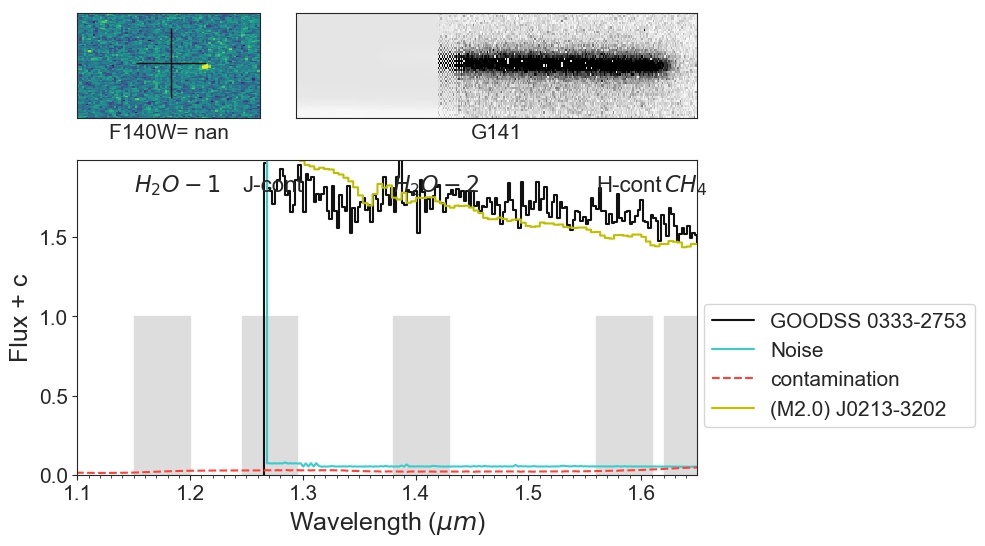 F140W= nan
G141
H₂O − 1
J-cont
H₂O − 2
H-cont
CH₄
Flux + c
1.5
1.0
0.5
0.0
1.1
1.2
1.3
1.4
1.5
1.6
Wavelength (μm)
GOODSS 0333-2753
Noise
contamination
(M2.0) J0213-3202